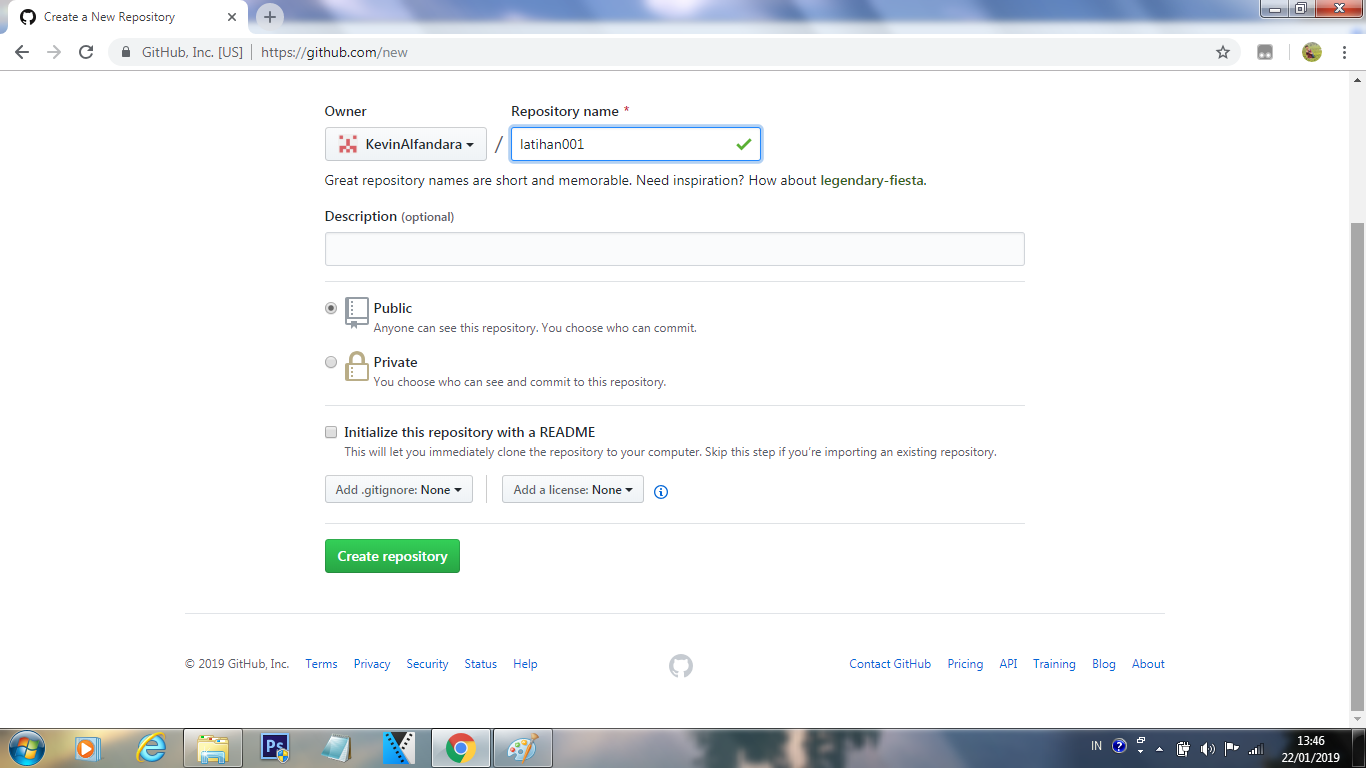 Create a New Repository
GitHub, Inc. [US] https://github.com/new
Owner Repository name *
KevinAlfandara / latihan001
Great repository names are short and memorable. Need inspiration? How about legendary-fiesta.
Description (optional)
Public
Anyone can see this repository. You choose who can commit.
Private
You choose who can see and commit to this repository.
Initialize this repository with a README
This will let you immediately clone the repository to your computer. Skip this step if you’re importing an existing repository.
Add .gitignore: None Add a license: None
Create repository
© 2019 GitHub, Inc. Terms Privacy Security Status Help Contact GitHub Pricing API Training Blog About
Ps
IN 13:46
22/01/2019